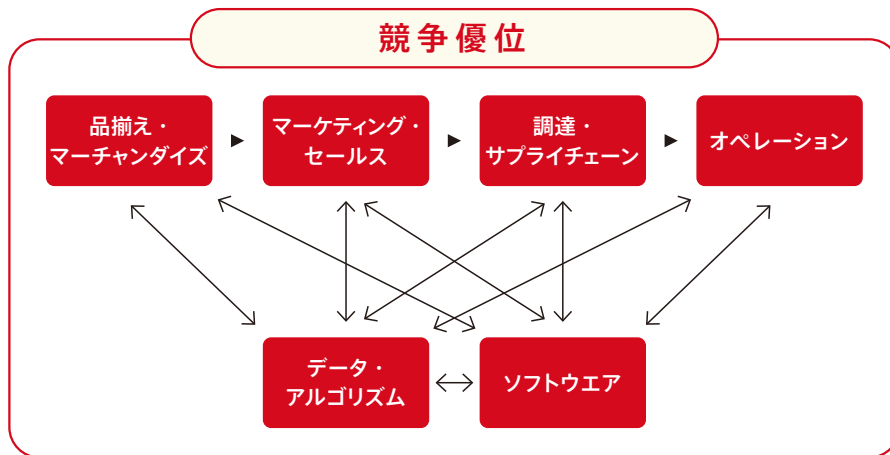 競争優位
品揃え・
マーチャンダイズ
マーケティング・
セールス
調達・
サプライチェーン
オペレーション
データ・
アルゴリズム
ソフトウエア